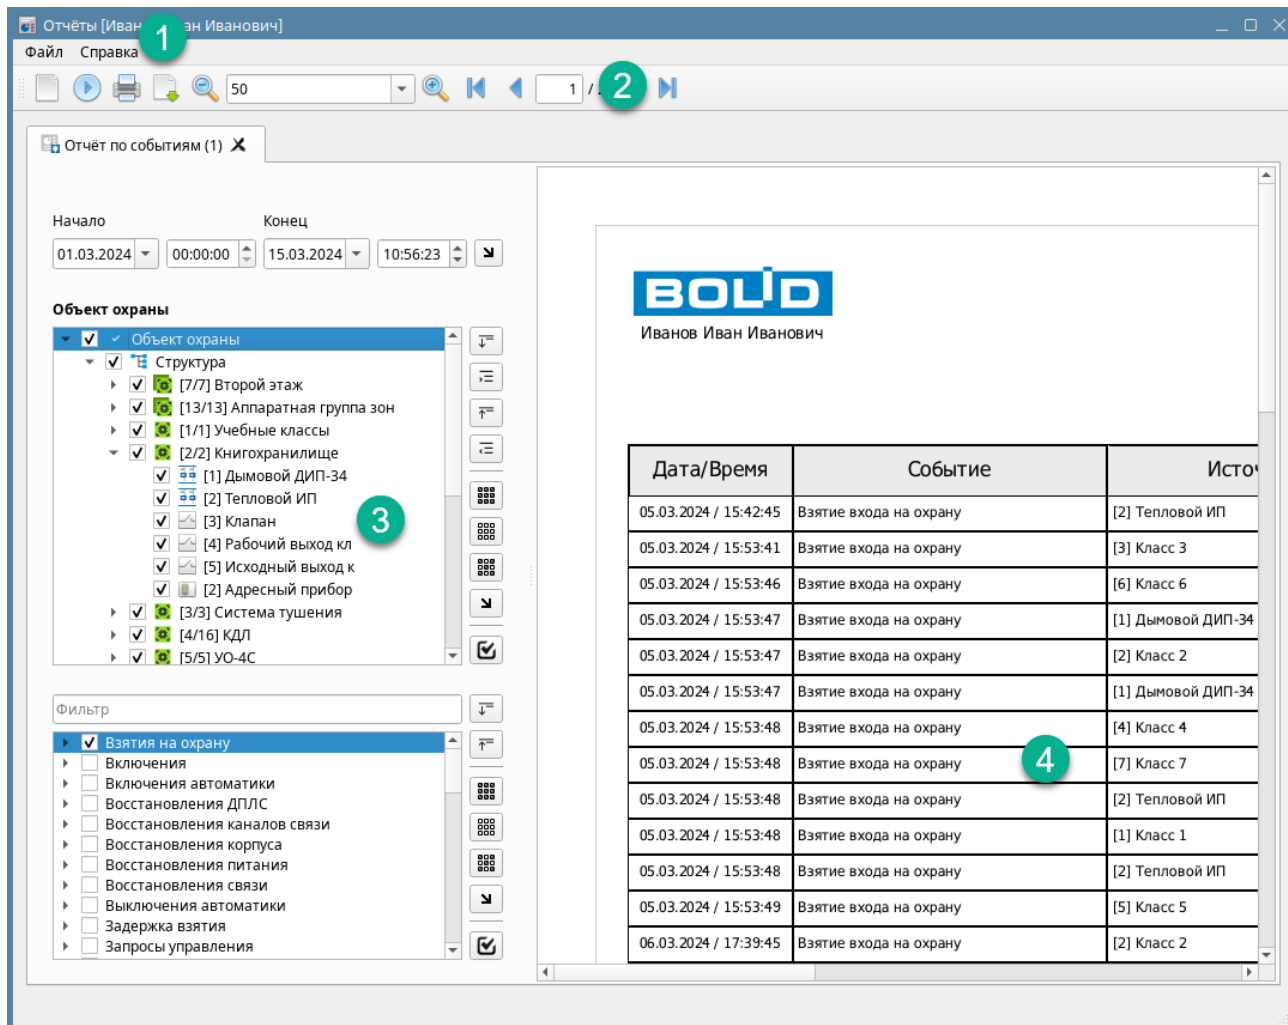 Отчёты [Иван ан Иванович]
1
Файл Справка
50
1 /
2
Отчёт по событиям (1)
Начало Конец
01.03.2024 00:00:00 15.03.2024 10:56:23
Объект охраны
Объект охраны
Структура
[7/7] Второй этаж
[13/13] Аппаратная группа зон
[1/1] Учебные классы
[2/2] Книгохранилище
[1] Дымовой ДИП-34
[2] Тепловой ИП
[3] Клапан
3
[4] Рабочий выход кл
[5] Исходный выход к
[2] Адресный прибор
[3/3] Система тушения
[4/16] КДЛ
[5/5] УО-4С
Фильтр
Взятия на охрану
Включения
Включения автоматики
Восстановления ДПЛС
Восстановления каналов связи
Восстановления корпуса
Восстановления питания
Восстановления связи
Выключения автоматики
Задержка взятия
Запросы управления
BOLID
Иванов Иван Иванович
Дата/Время Событие Источ
05.03.2024 / 15:42:45 Взятие входа на охрану [2] Тепловой ИП
05.03.2024 / 15:53:41 Взятие входа на охрану [3] Класс 3
05.03.2024 / 15:53:46 Взятие входа на охрану [6] Класс 6
05.03.2024 / 15:53:47 Взятие входа на охрану [1] Дымовой ДИП-34
05.03.2024 / 15:53:47 Взятие входа на охрану [2] Класс 2
05.03.2024 / 15:53:47 Взятие входа на охрану [1] Дымовой ДИП-34
05.03.2024 / 15:53:48 Взятие входа на охрану [4] Класс 4
05.03.2024 / 15:53:48 Взятие входа на охрану [7] Класс 7
4
05.03.2024 / 15:53:48 Взятие входа на охрану [2] Тепловой ИП
05.03.2024 / 15:53:48 Взятие входа на охрану [1] Класс 1
05.03.2024 / 15:53:48 Взятие входа на охрану [2] Тепловой ИП
05.03.2024 / 15:53:49 Взятие входа на охрану [5] Класс 5
06.03.2024 / 17:39:45 Взятие входа на охрану [2] Класс 2